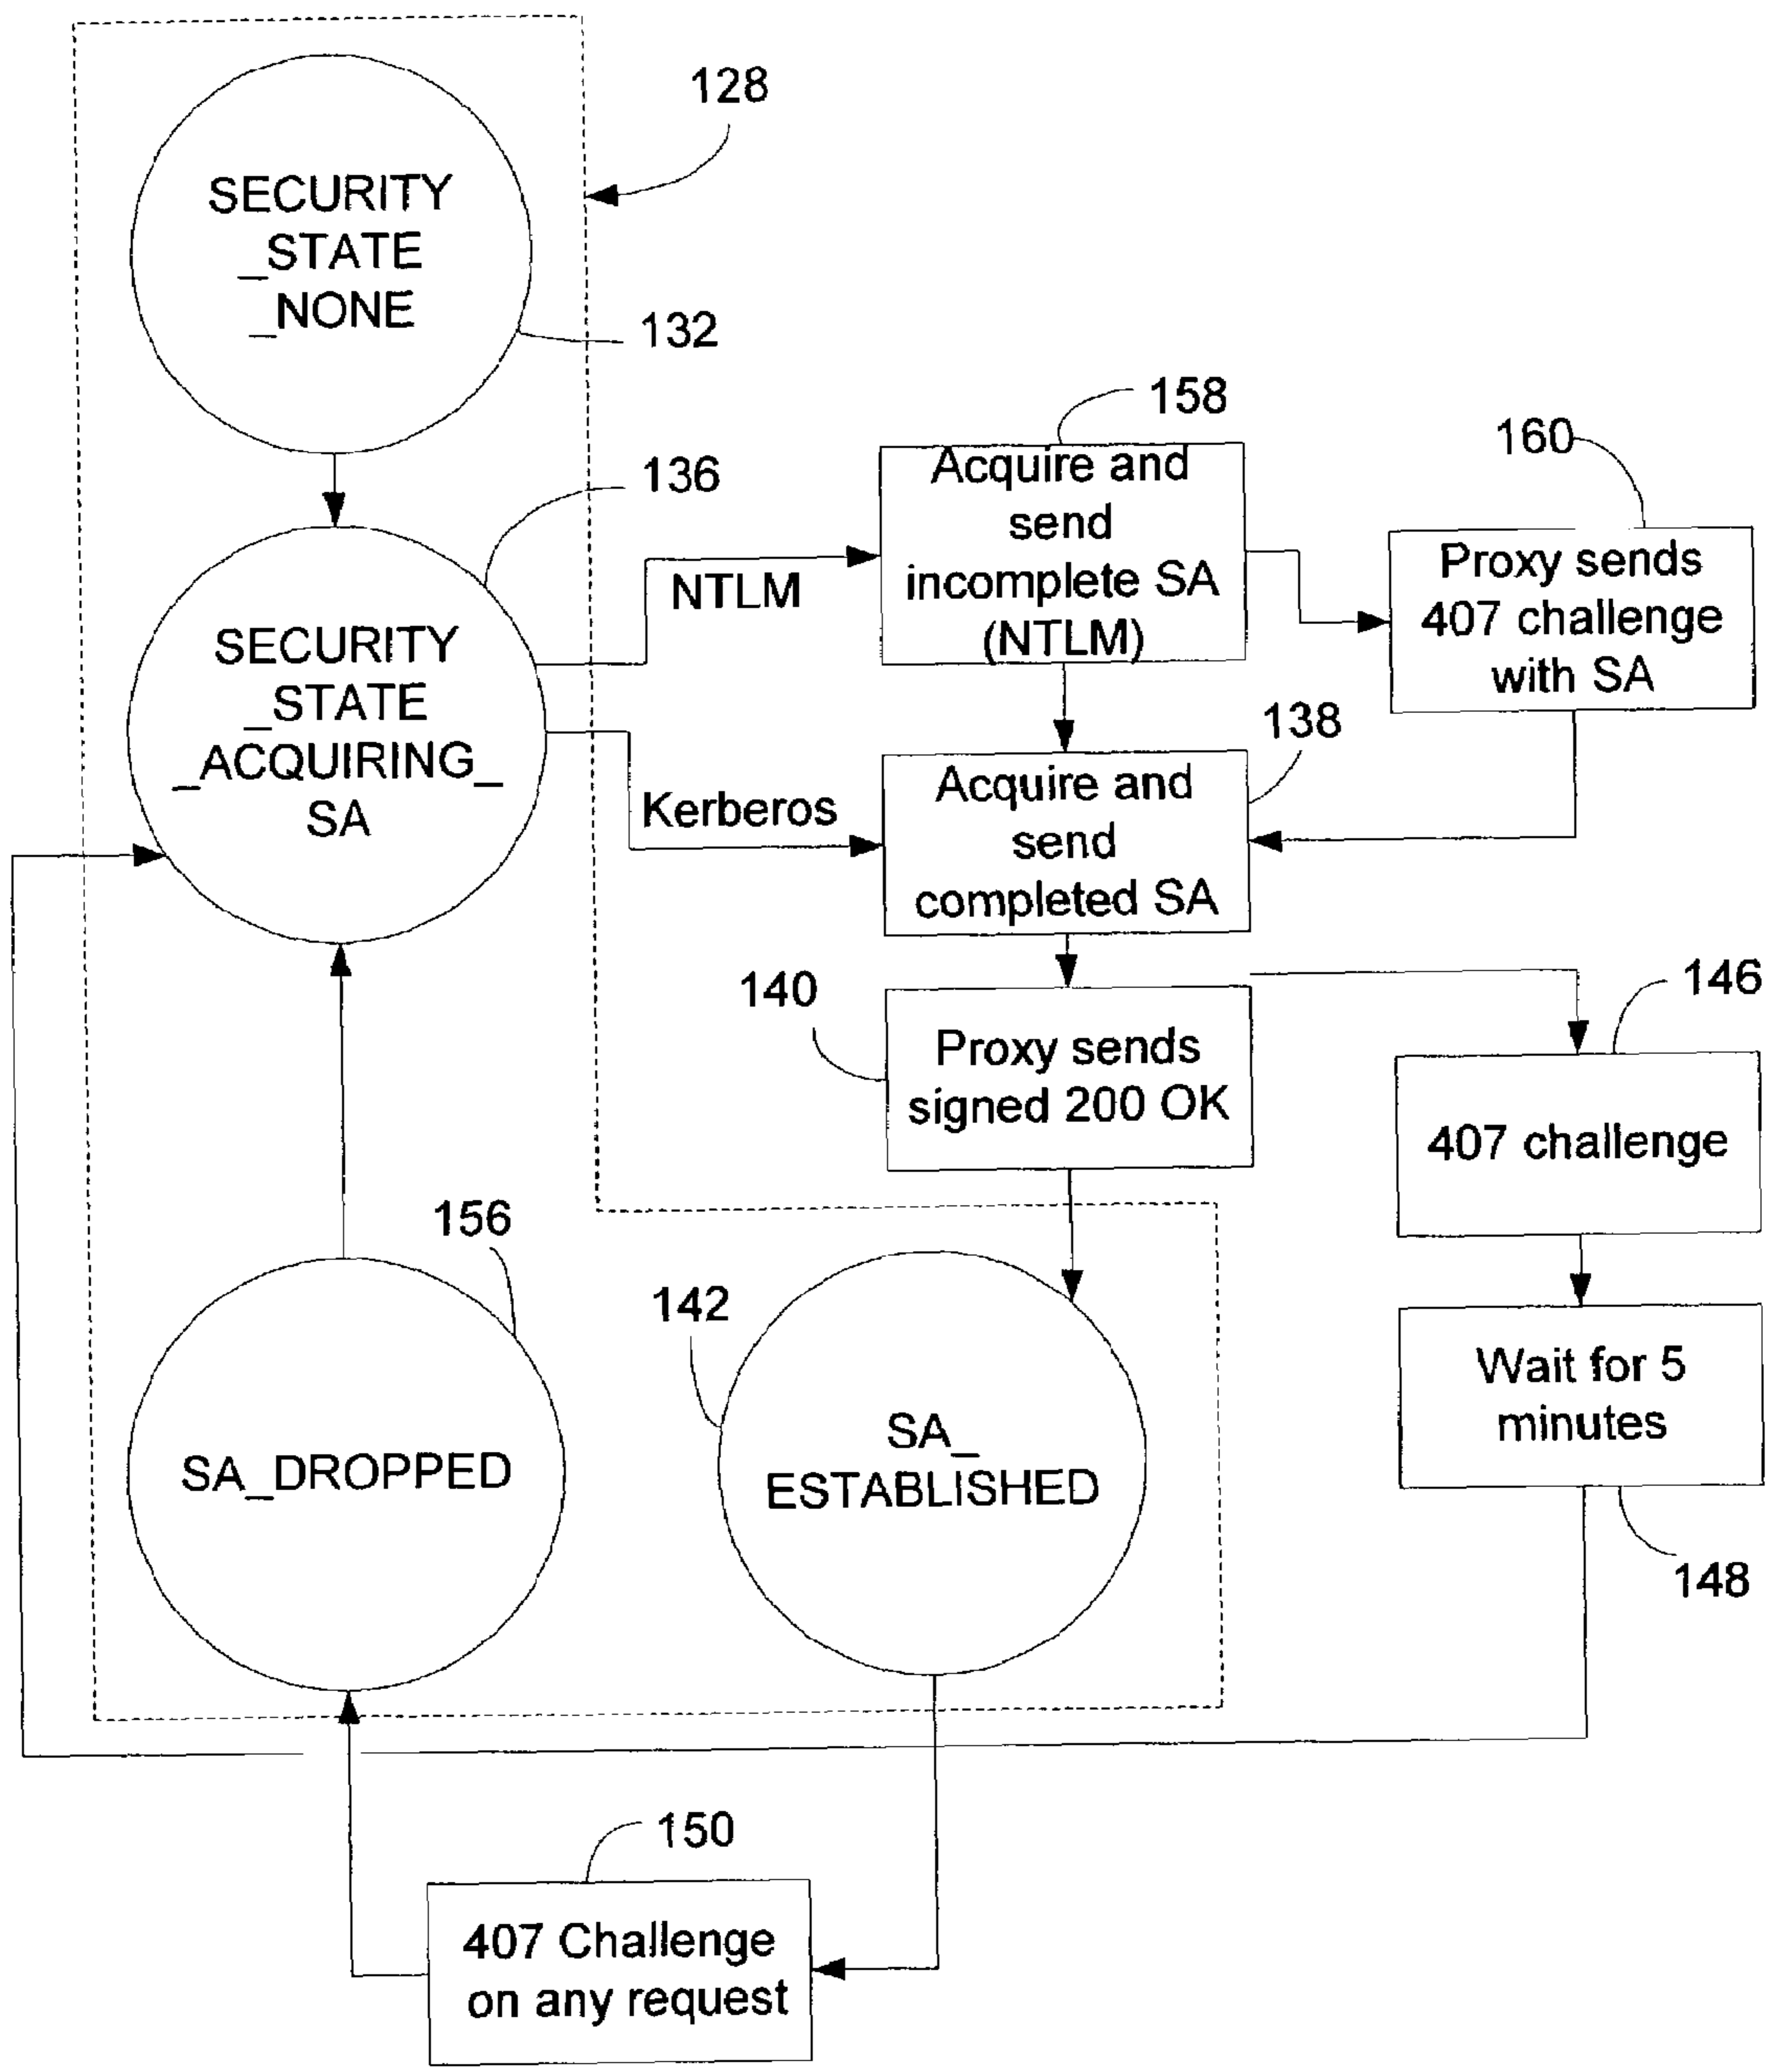 128
SECURITY
_STATE
_NONE
132
158
160
136
Acquire and
send
incomplete SA
(NTLM)
Proxy sends
407 challenge
with SA
NTLM
SECURITY
_STATE
_ACQUIRING_
SA
138
Kerberos
Acquire and
send
completed SA
140
146
Proxy sends
signed 200 OK
407 challenge
156
142
Wait for 5
minutes
SA_DROPPED
SA_
ESTABLISHED
148
150
407 Challenge
on any request